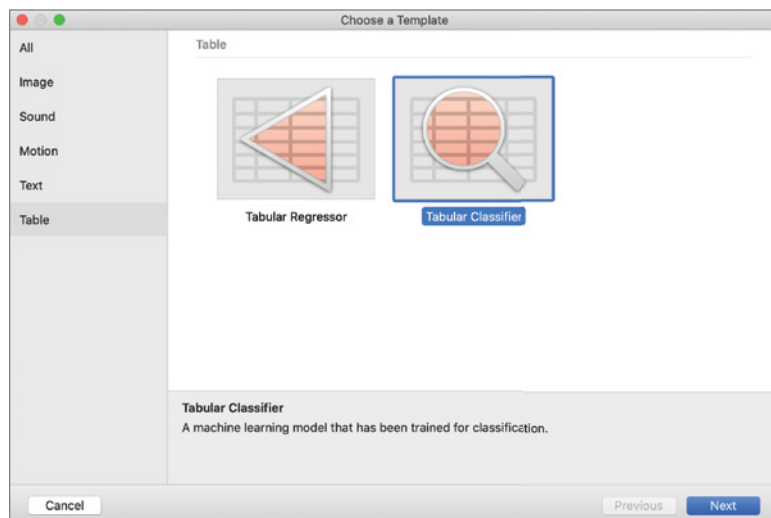 Choose a Template
All
Image
Sound
Motion
Text
Table
Table
Tabular Regressor
Tabular Classifier
Tabular Classifier
A machine learning model that has been trained for classification.
Cancel
Previous
Next